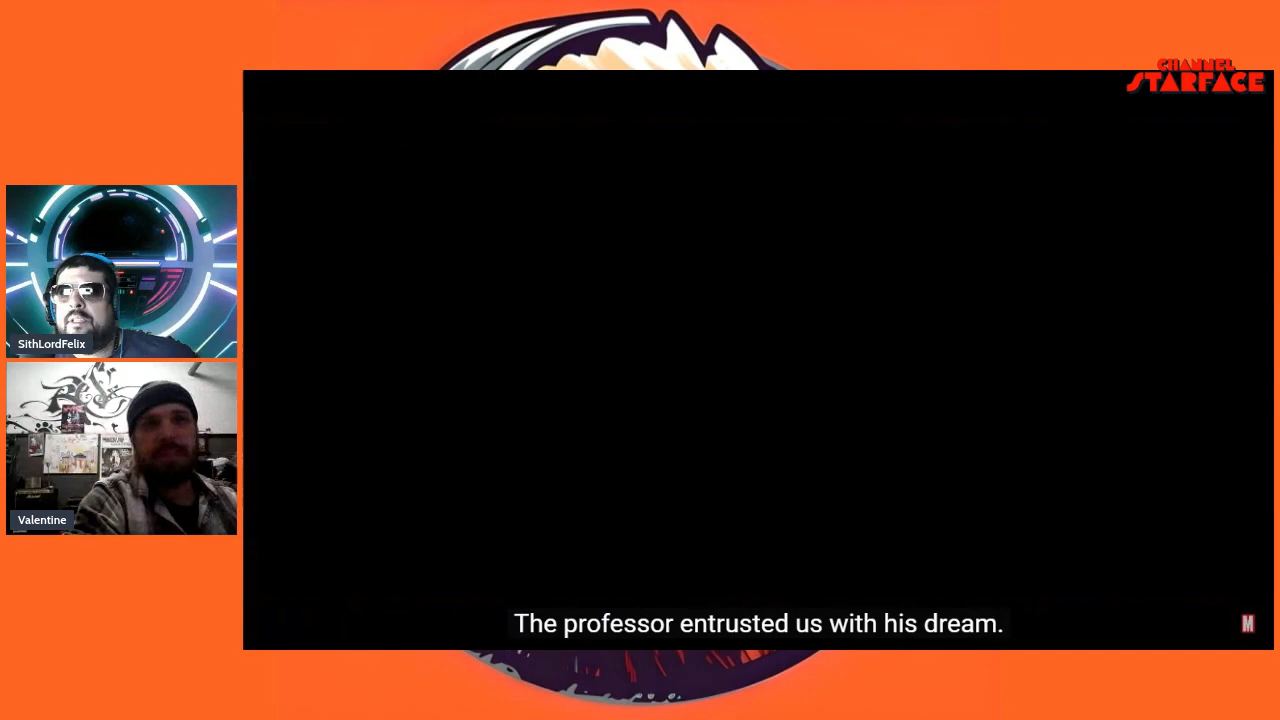 CHANNEL
STARFACE
SithLordFelix
Valentine
The professor entrusted us with his dream.
M